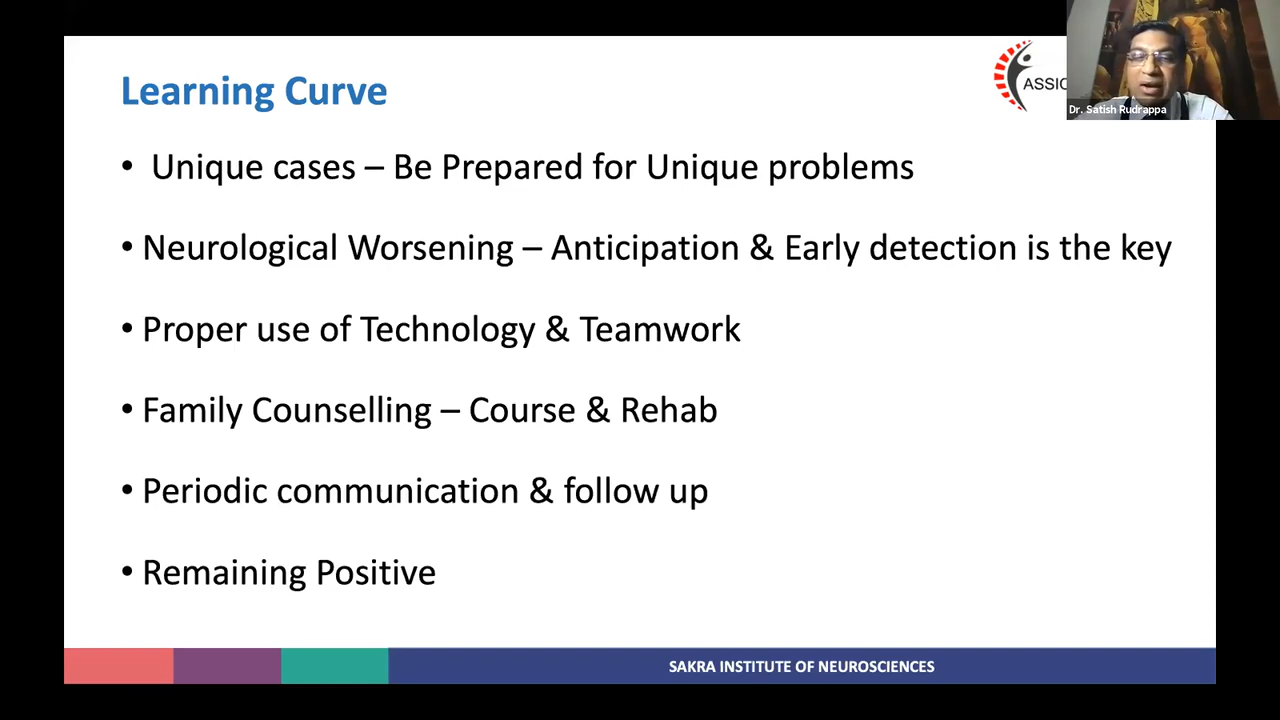 Learning Curve
ASSIC
Dr. Satish Rudrappa
• Unique cases – Be Prepared for Unique problems
• Neurological Worsening – Anticipation & Early detection is the key
• Proper use of Technology & Teamwork
• Family Counselling – Course & Rehab
• Periodic communication & follow up
• Remaining Positive
SAKRA INSTITUTE OF NEUROSCIENCES